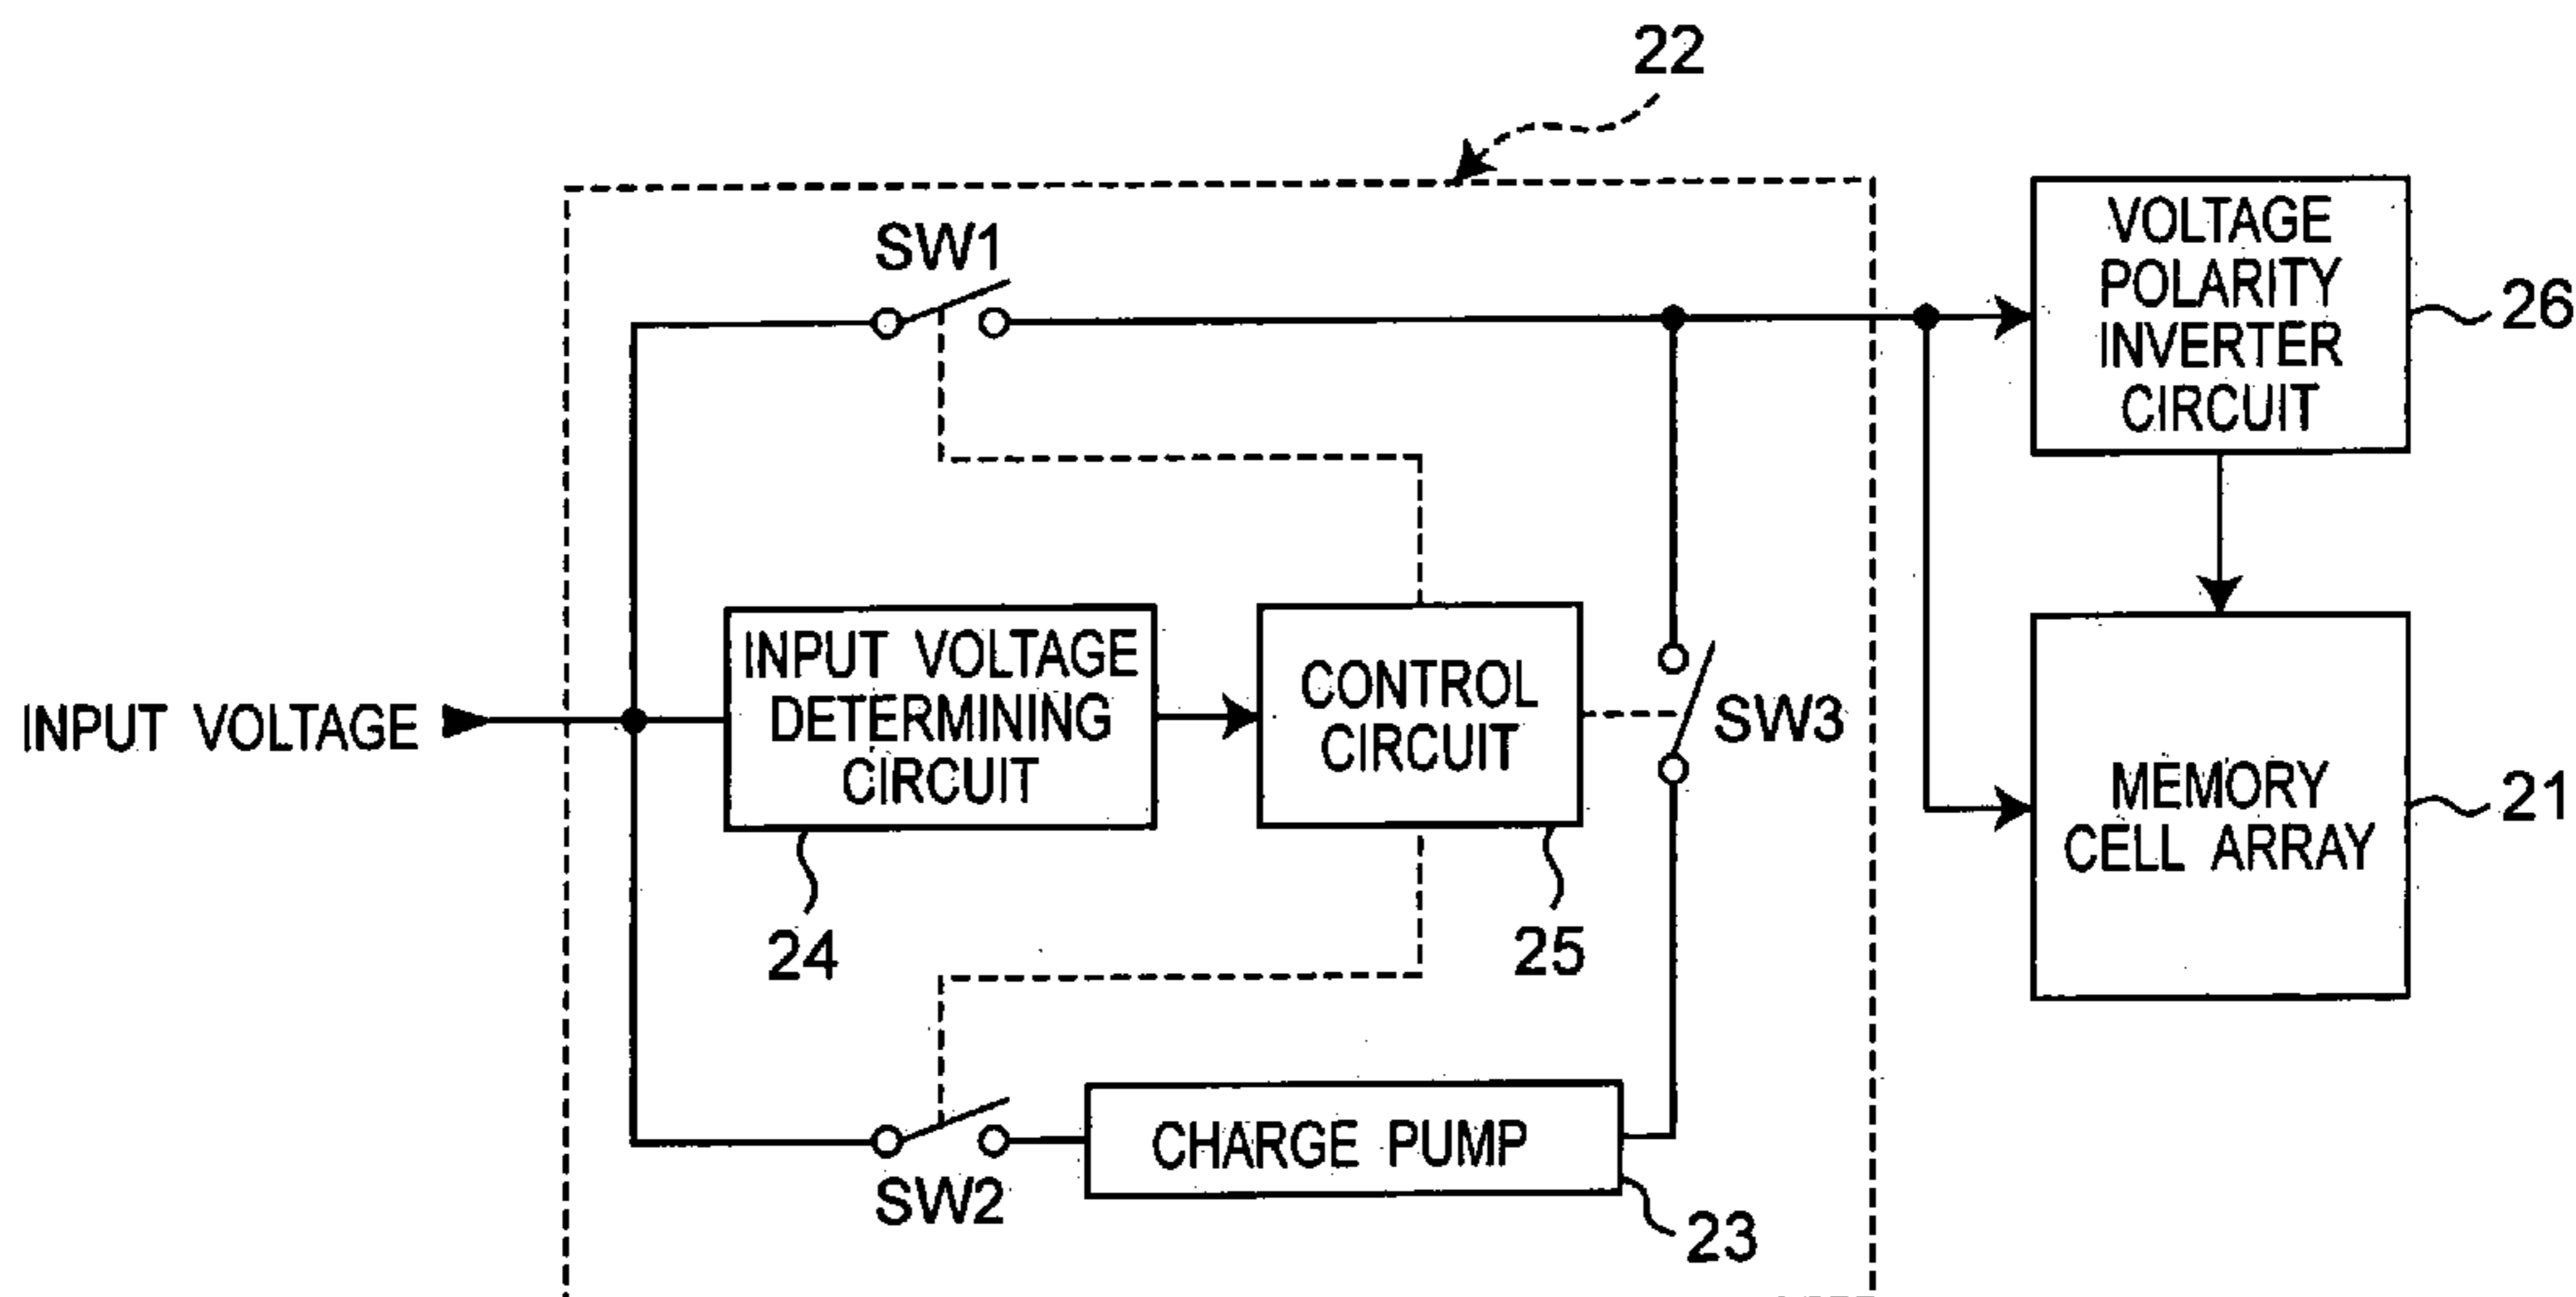 22
SW1
VOLTAGE
POLARITY
INVERTER
CIRCUIT
26
INPUT VOLTAGE
INPUT VOLTAGE
DETERMINING
CIRCUIT
24
CONTROL
CIRCUIT
25
SW3
MEMORY
CELL ARRAY
21
SW2
CHARGE PUMP
23